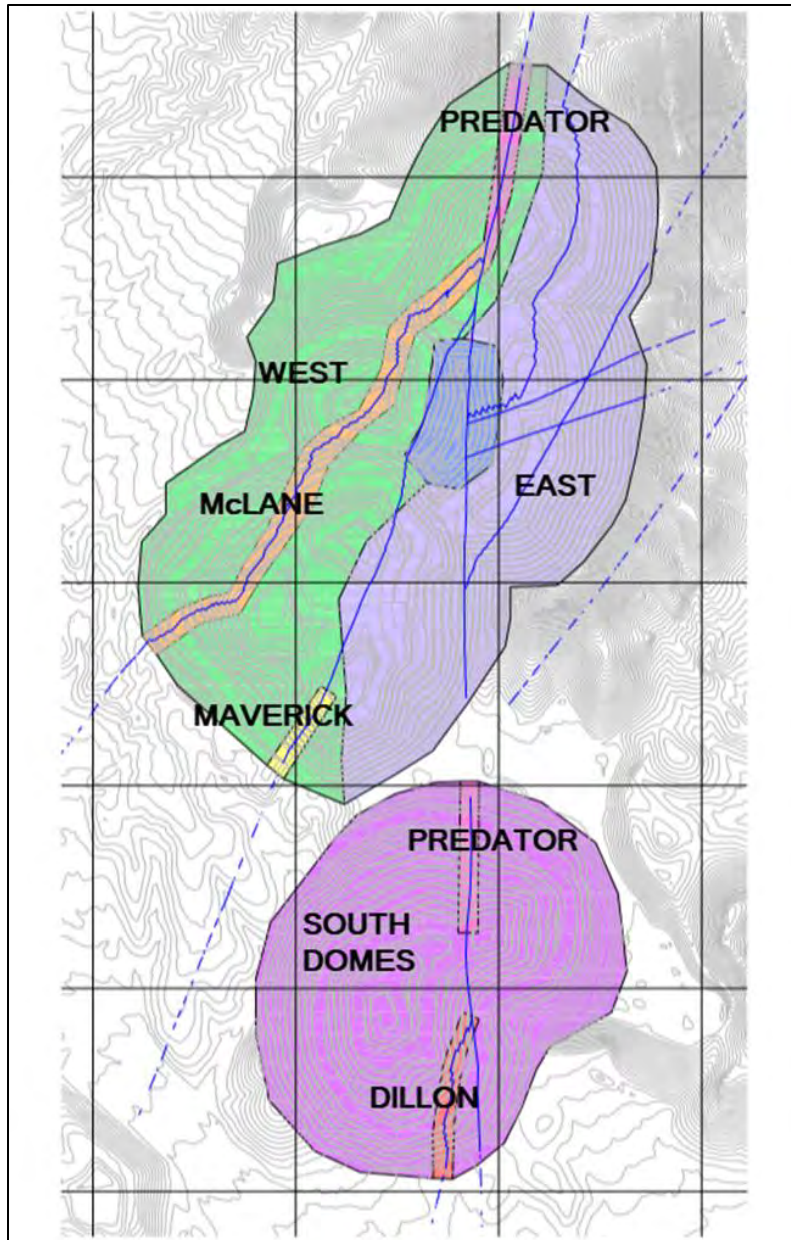 PREDATOR
WEST
EAST
McLANE
MAVERICK
PREDATOR
SOUTH
DOMES
DILLON